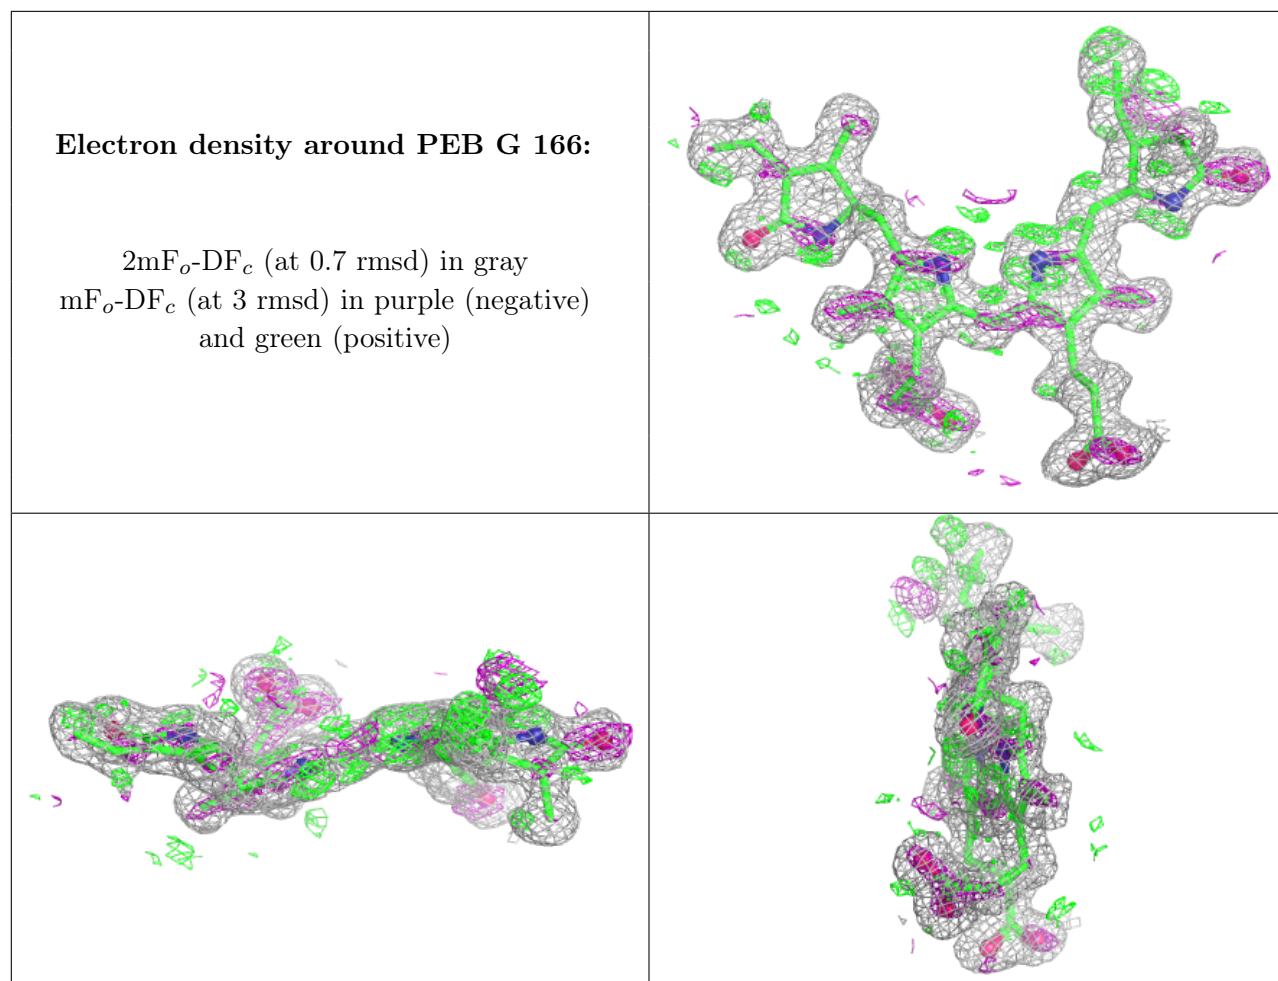 Electron density around PEB G 166:
2mFo-DFc (at 0.7 rmsd) in gray
mFo-DFc (at 3 rmsd) in purple (negative)
and green (positive)